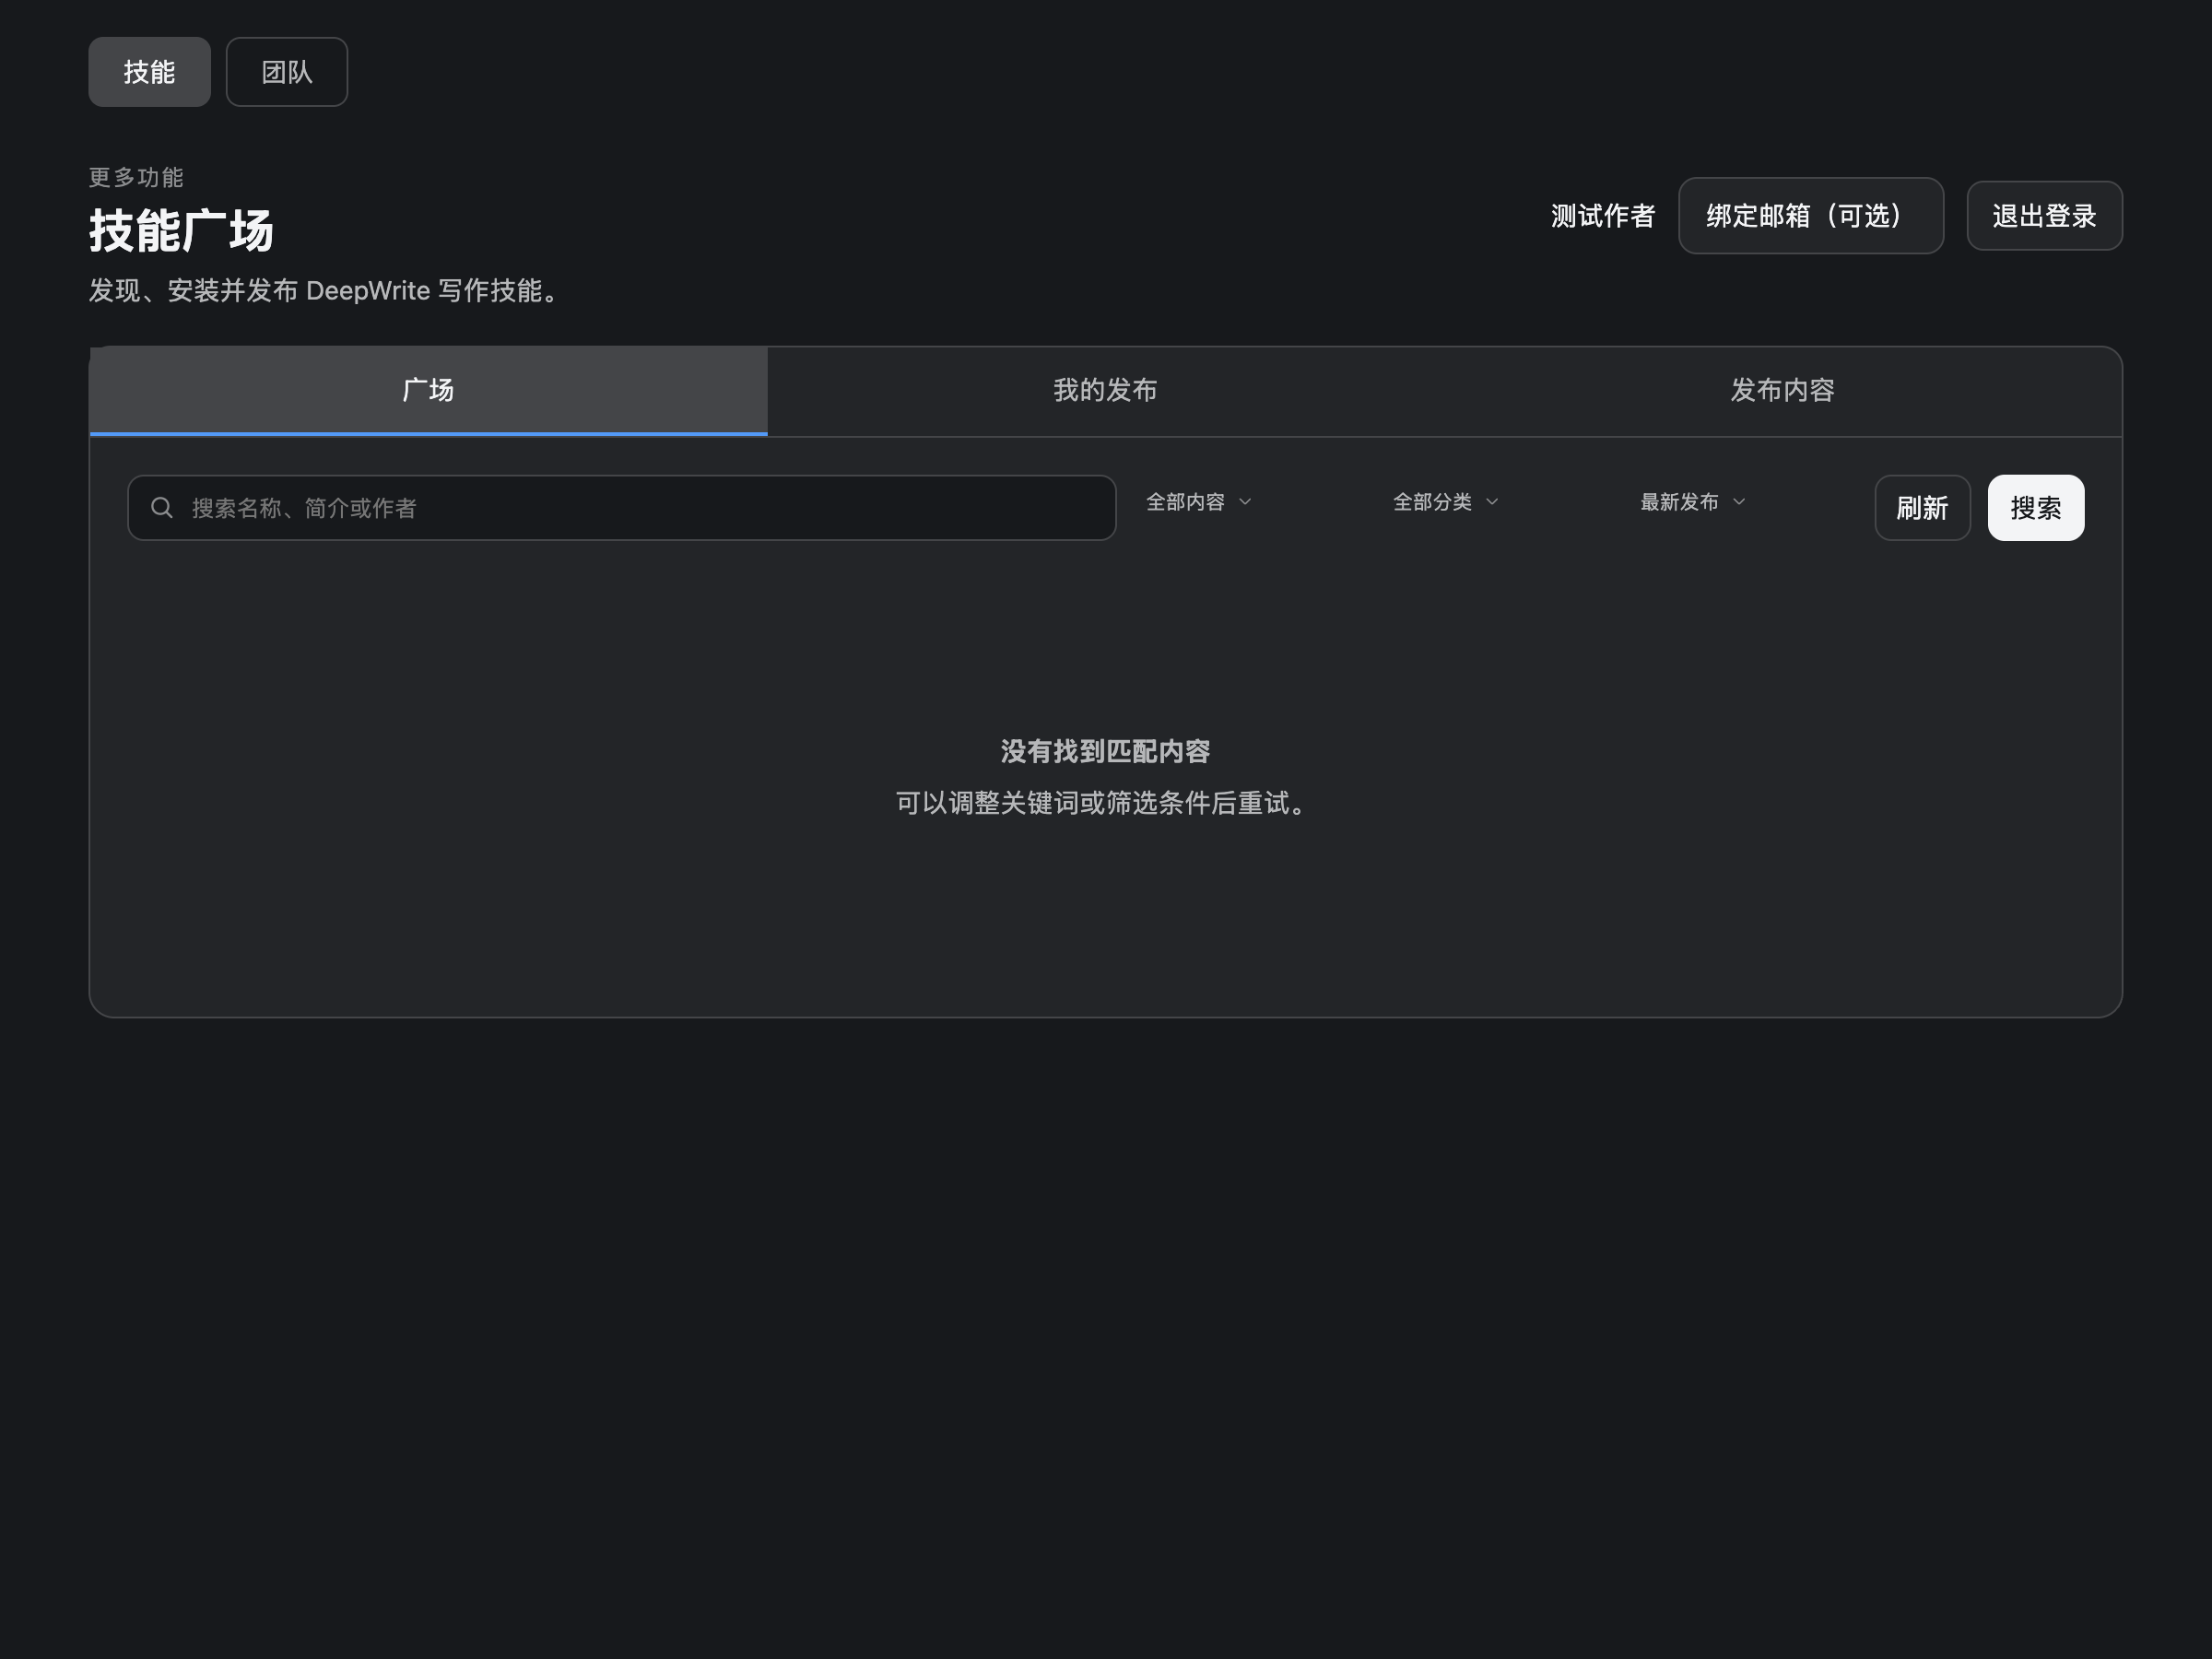 技能 团队
更多功能
技能广场
发现、安装并发布 DeepWrite 写作技能。
测试作者 绑定邮箱（可选） 退出登录
广场 我的发布 发布内容
搜索名称、简介或作者 全部内容 全部分类 最新发布 刷新 搜索
没有找到匹配内容
可以调整关键词或筛选条件后重试。